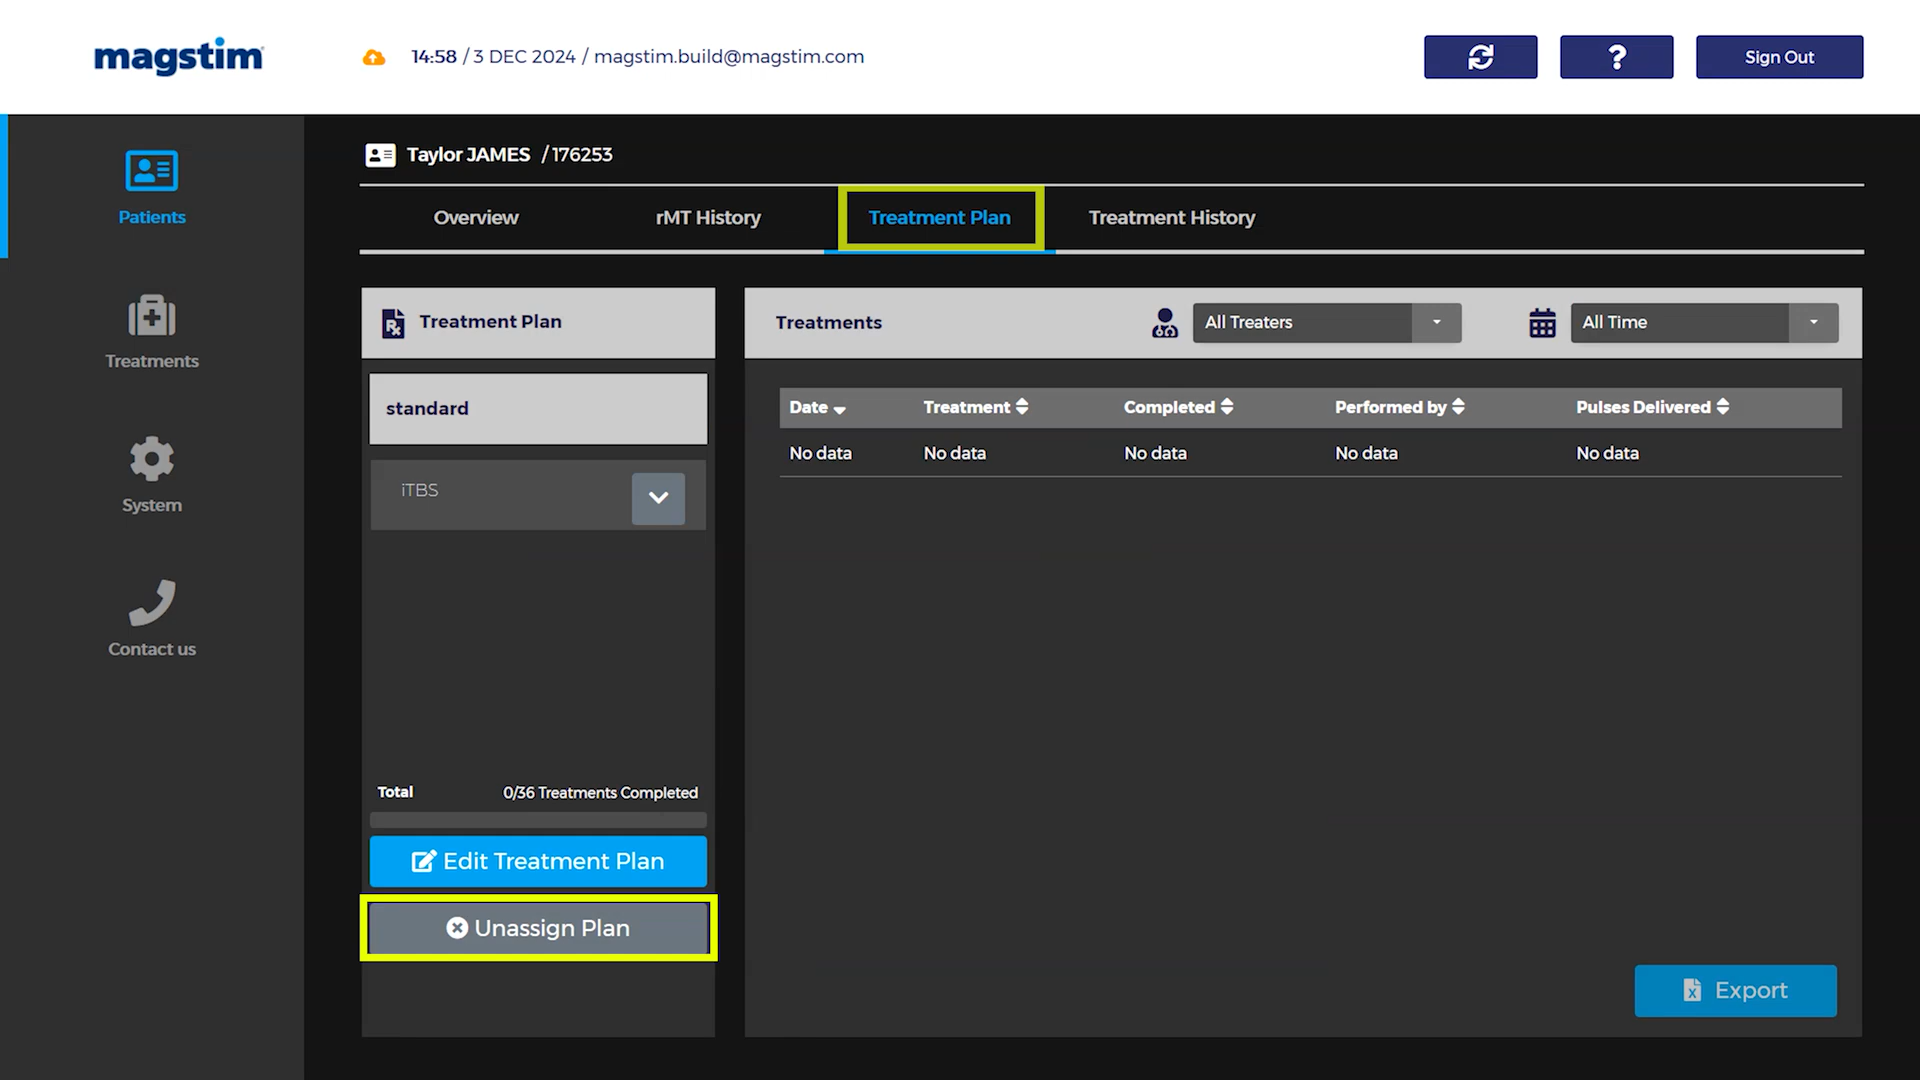 magstim
14:58 / 3 DEC 2024 / magstim.build@magstim.com
?
Sign Out
Patients
Treatments
System
Contact us
Taylor JAMES / 176253
Overview
rMT History
Treatment Plan
Treatment History
Rx Treatment Plan
standard
iTBS
Total 0/36 Treatments Completed
Edit Treatment Plan
Unassign Plan
Treatments
All Treaters
All Time
Date Treatment Completed Performed by Pulses Delivered
No data No data No data No data No data
X Export